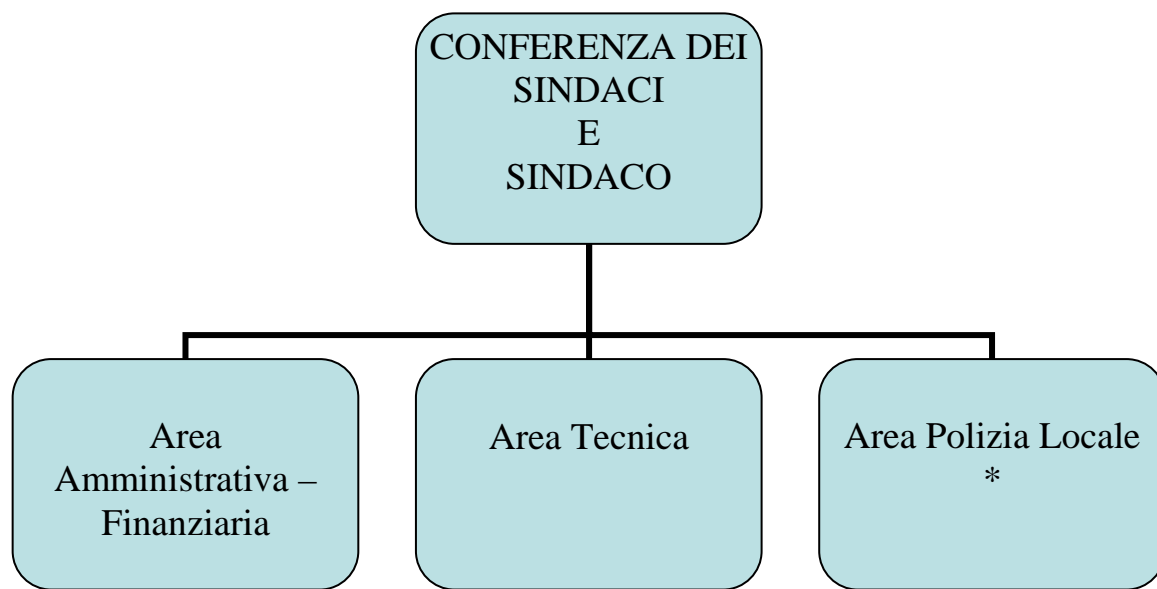 CONFERENZA DEI
SINDACI
E
SINDACO
Area
Amministrativa –
Finanziaria
Area Tecnica
Area Polizia Locale
*